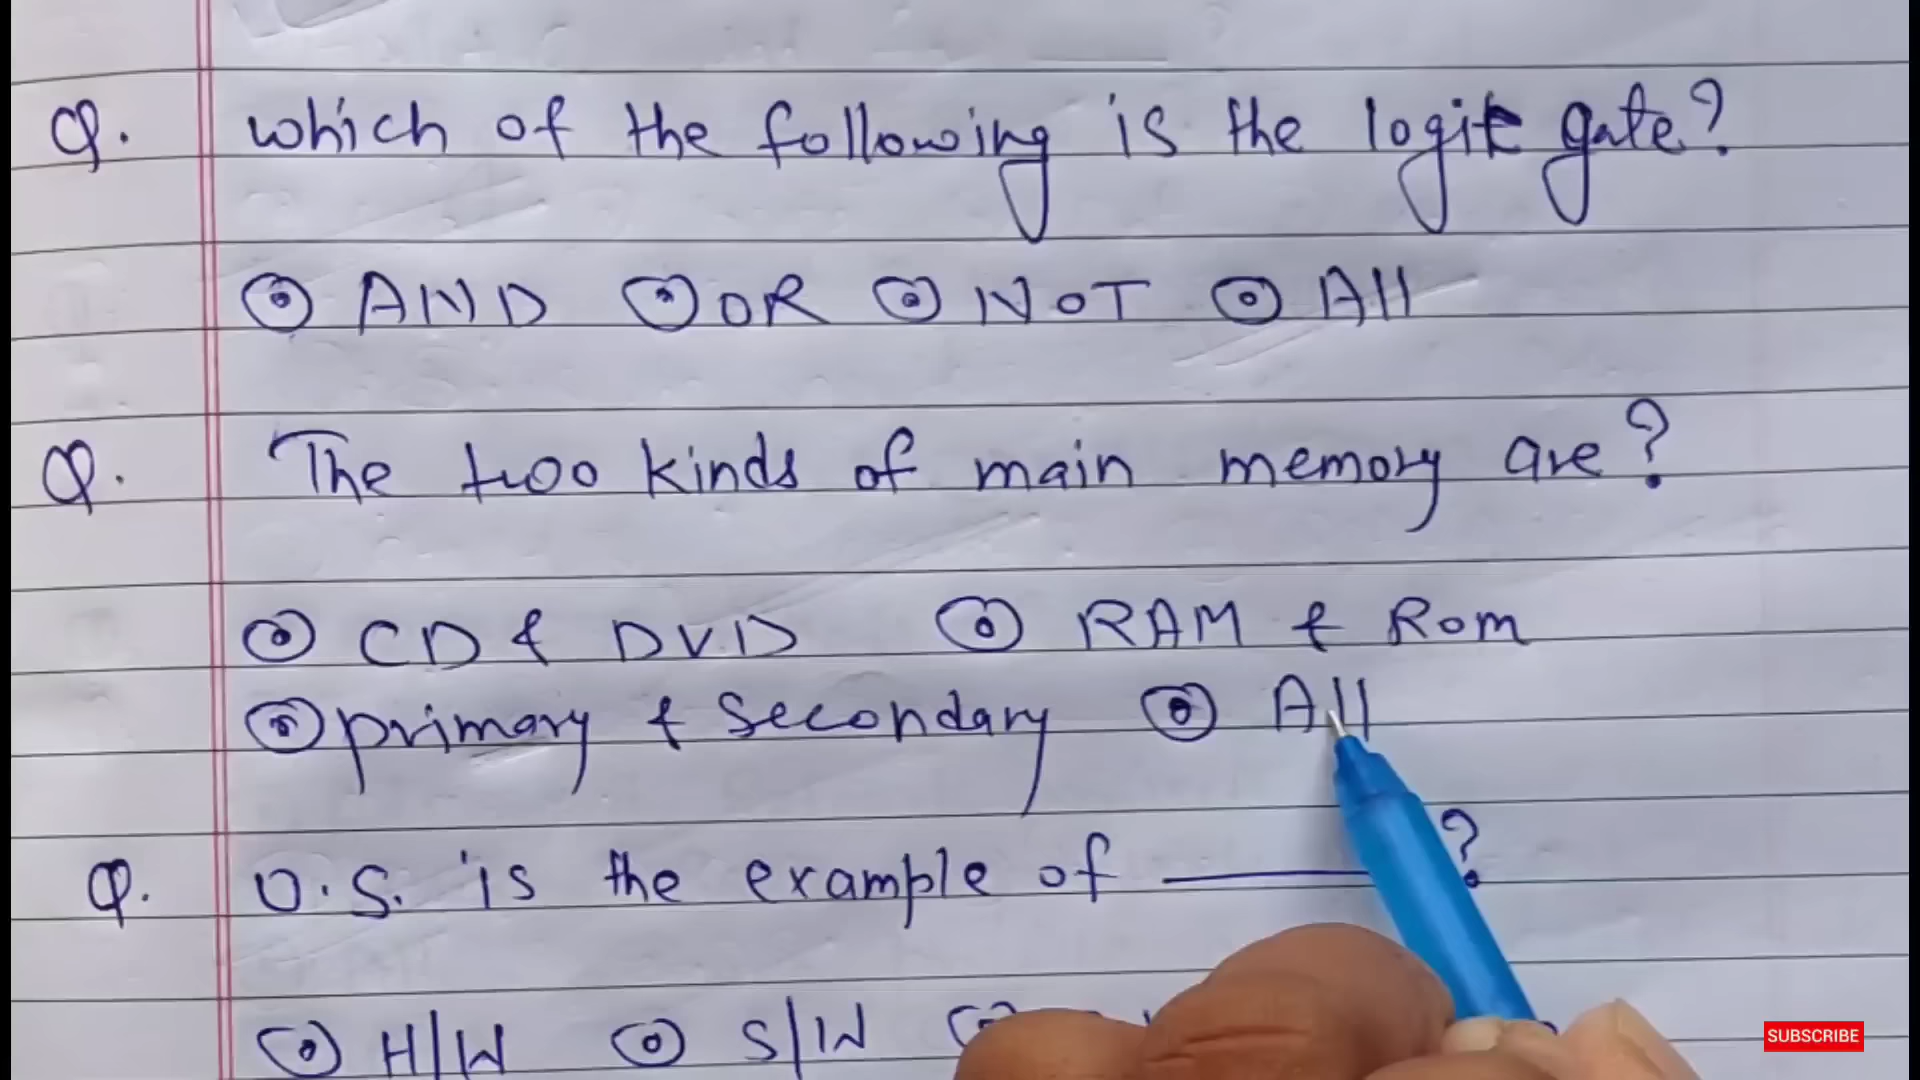 Q. which of the following is the logic gate?
AND OR NOT All
Q. The two kinds of main memory are?
CD & DVD RAM & Rom
primary & Secondary All
Q. O.S. is the example of ______?
H/W S/W
SUBSCRIBE